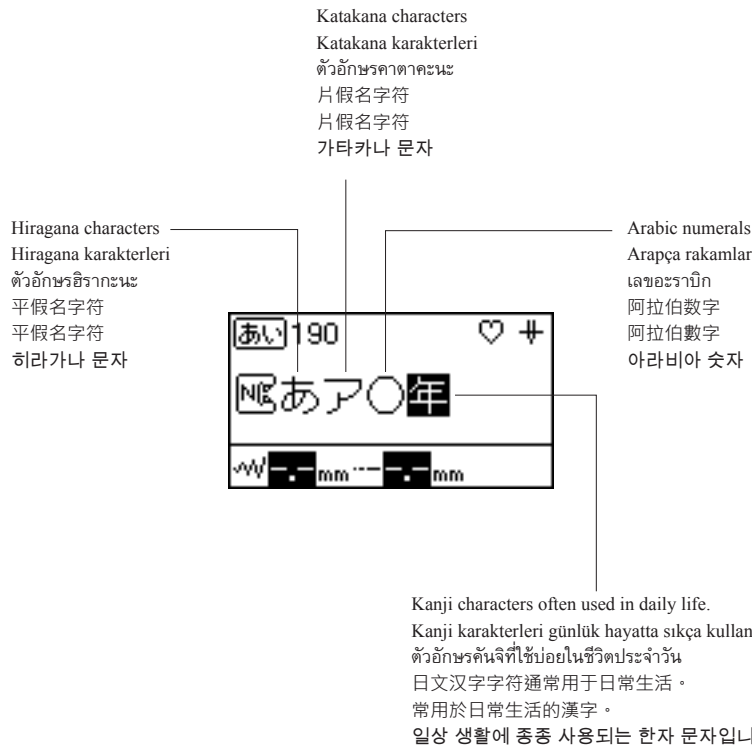 Katakana characters
Katakana karakterleri
ตัวอักษรคาตาคะนะ
片假名字符
片假名字符
가타카나 문자
Hiragana characters
Hiragana karakterleri
ตัวอักษรฮิรากะนะ
平假名字符
平假名字符
히라가나 문자
Arabic numerals
Arapça rakamlar
เลขอะราบิก
阿拉伯数字
阿拉伯數字
아라비아 숫자
あい 190
あア○年
mm mm
Kanji characters often used in daily life.
Kanji karakterleri günlük hayatta sıkça kullan
ตัวอักษรคันจิที่ใช้บ่อยในชีวิตประจำวัน
日文汉字字符通常用于日常生活。
常用於日常生活的漢字。
일상 생활에 종종 사용되는 한자 문자입니